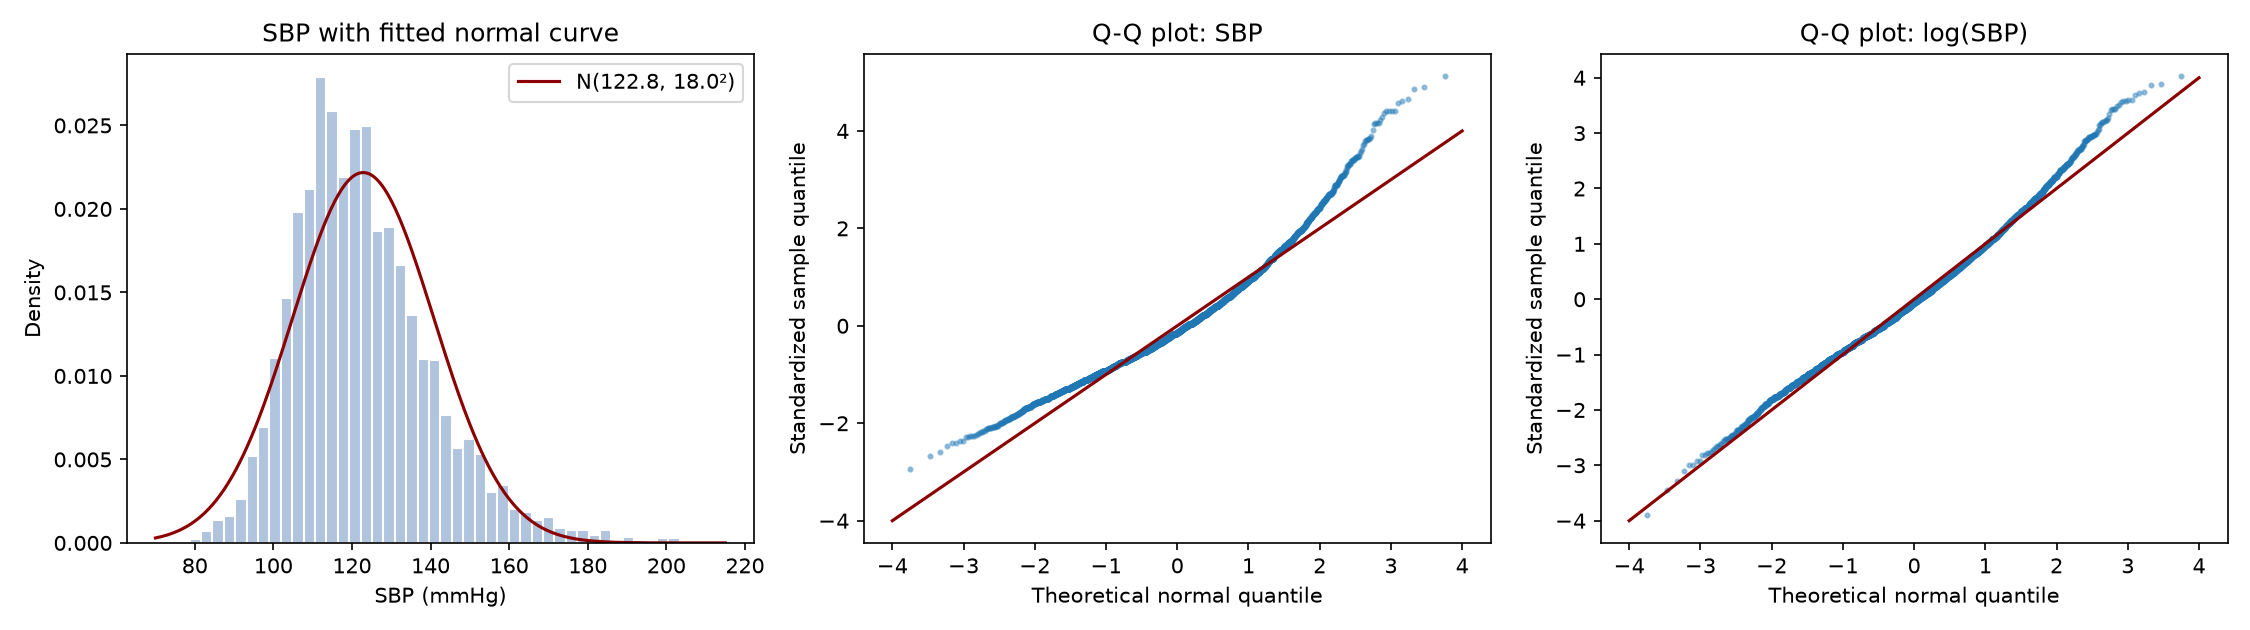 SBP with fitted normal curve
N(122.8, 18.0²)
Density
0.025
0.020
0.015
0.010
0.005
0.000
80 100 120 140 160 180 200 220
SBP (mmHg)
Q-Q plot: SBP
Standardized sample quantile
4
2
0
−2
−4
−4 −3 −2 −1 0 1 2 3 4
Theoretical normal quantile
Q-Q plot: log(SBP)
Standardized sample quantile
4
3
2
1
0
−1
−2
−3
−4
−4 −3 −2 −1 0 1 2 3 4
Theoretical normal quantile